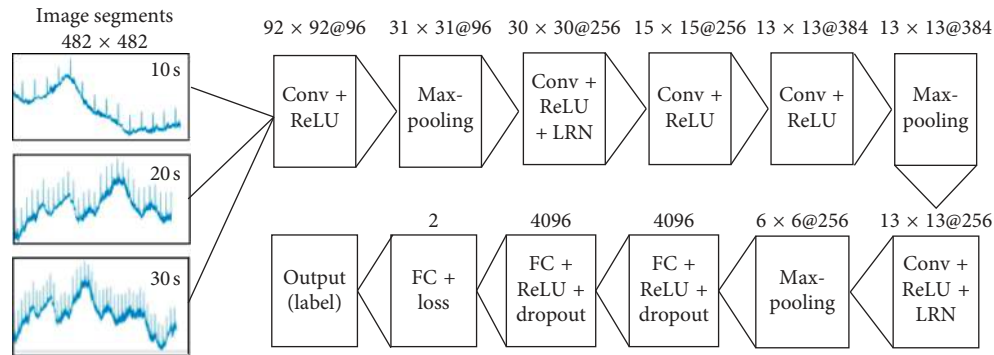 Image segments
482 × 482
10 s
20 s
30 s
92 × 92@96
Conv +
ReLU
31 × 31@96
Max-
pooling
30 × 30@256
Conv +
ReLU
+ LRN
15 × 15@256
Conv +
ReLU
13 × 13@384
Conv +
ReLU
13 × 13@384
Max-
pooling
13 × 13@256
Conv +
ReLU +
LRN
6 × 6@256
Max-
pooling
4096
FC +
ReLU +
dropout
4096
FC +
ReLU +
dropout
2
FC +
loss
Output
(label)